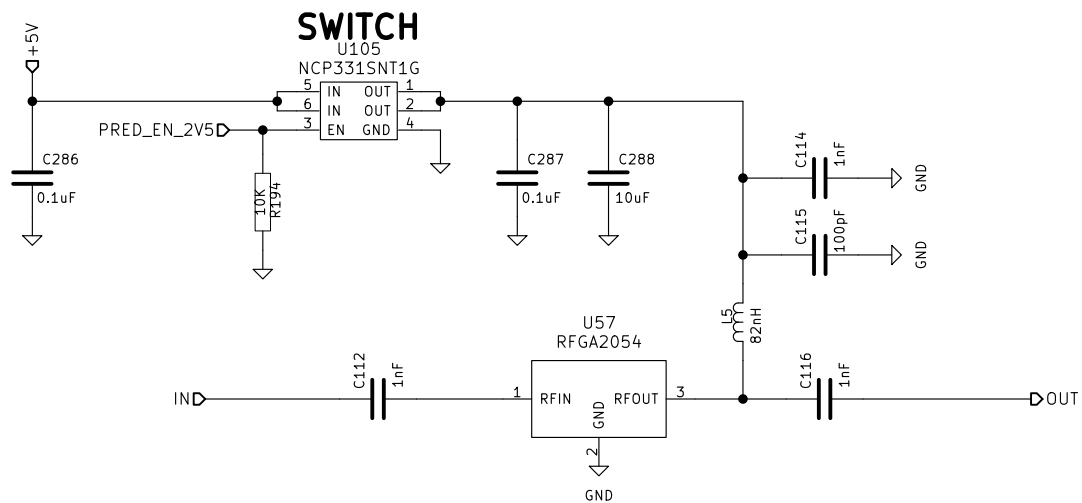 SWITCH
+5V
U105
NCP331SNT1G
5 IN OUT 1
6 IN OUT 2
3 EN GND 4
PRED_EN_2V5
C286
0.1uF
10K
R194
C287
0.1uF
C288
10uF
C114
1nF
GND
C115
100pF
GND
L5
82nH
U57
RFGA2054
C112
1nF
C116
1nF
IN
1 RFIN RFOUT 3
GND
2
OUT
GND